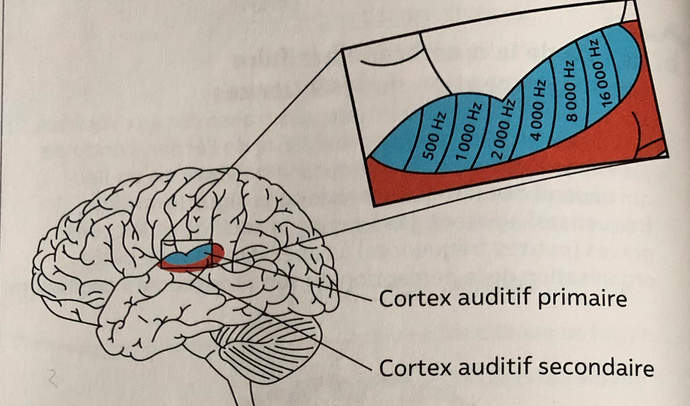 500 Hz
1 000 Hz
2 000 Hz
4 000 Hz
8 000 Hz
16 000 Hz
Cortex auditif primaire
Cortex auditif secondaire